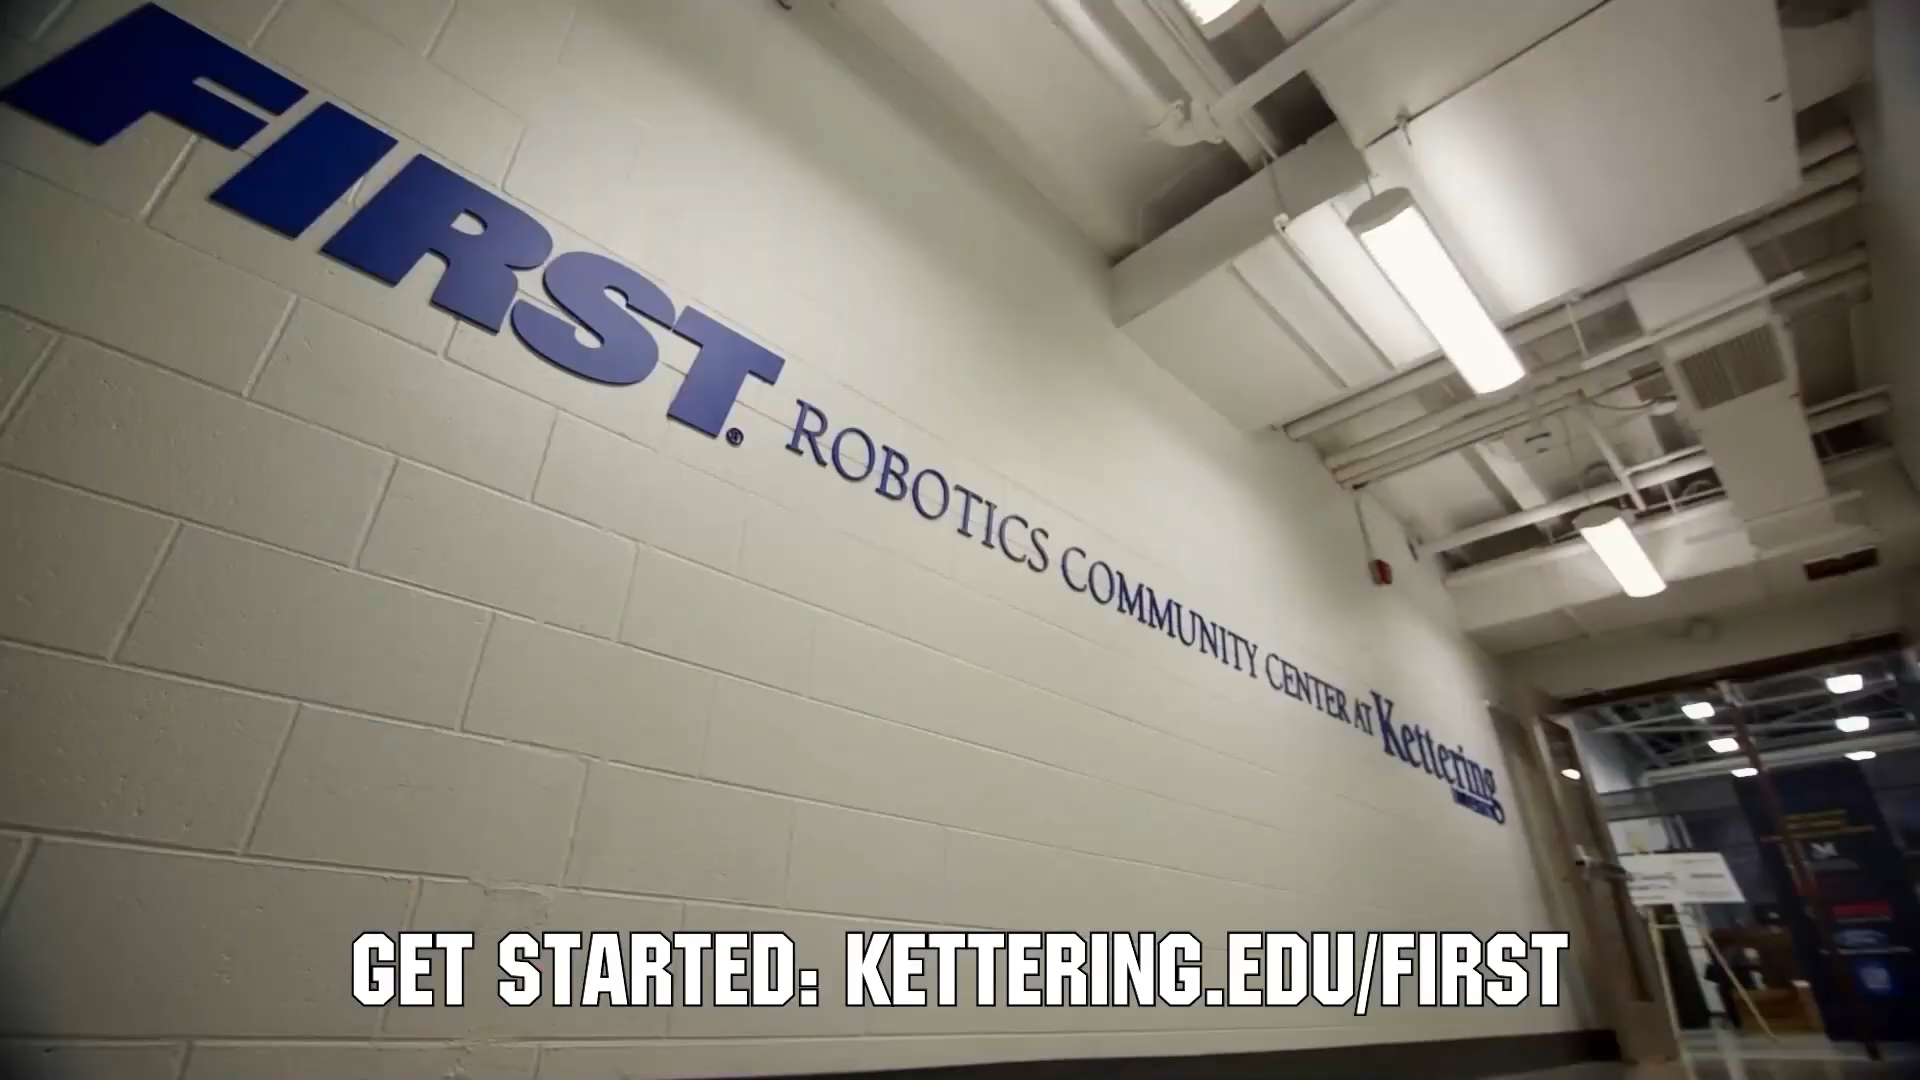 FIRST® ROBOTICS COMMUNITY CENTER AT Kettering
GET STARTED: KETTERING.EDU/FIRST